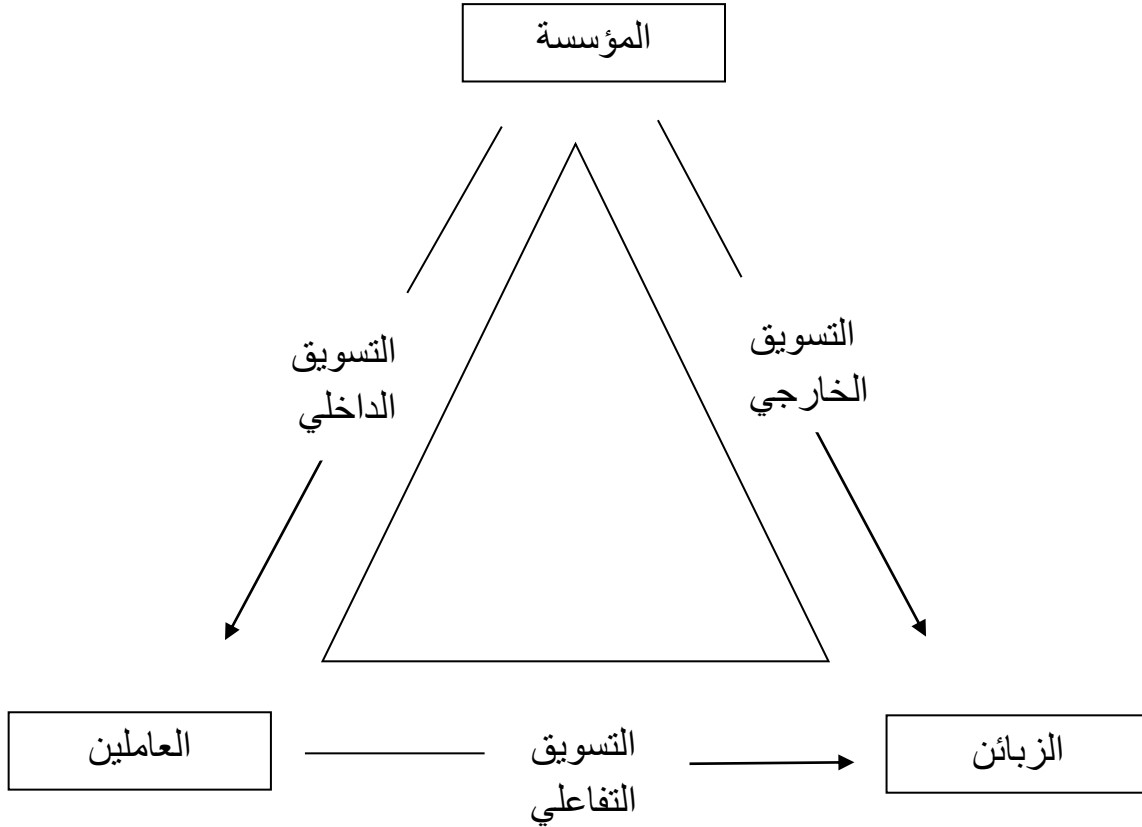 المؤسسة
التسويق
الخارجي
التسويق
الداخلي
الزبائن
التسويق
التفاعلي
العاملين